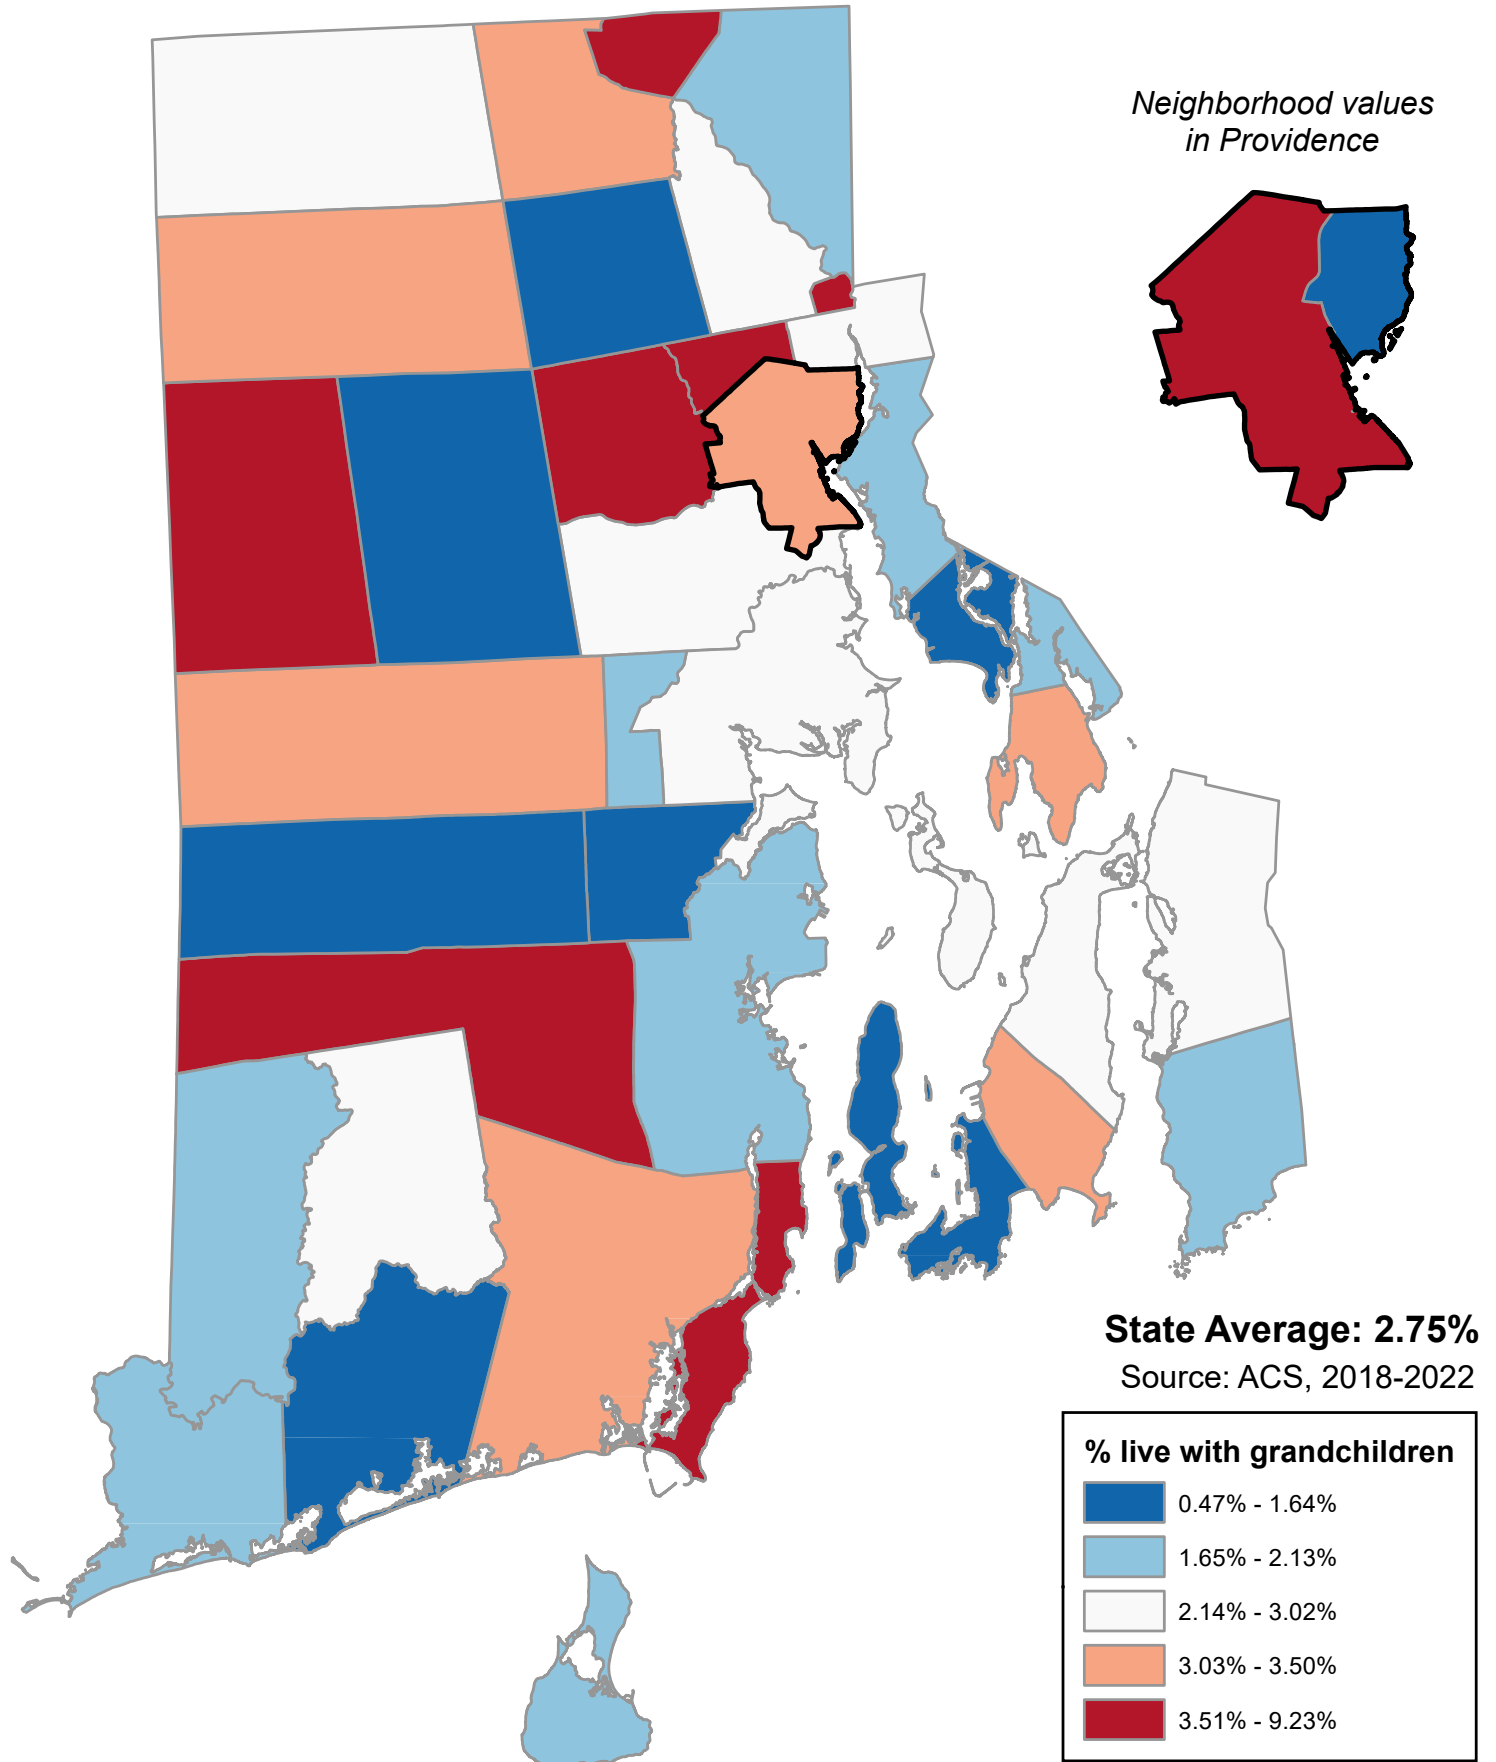 Neighborhood values
in Providence
State Average: 2.75%
Source: ACS, 2018-2022
% live with grandchildren
0.47% - 1.64%
1.65% - 2.13%
2.14% - 3.02%
3.03% - 3.50%
3.51% - 9.23%